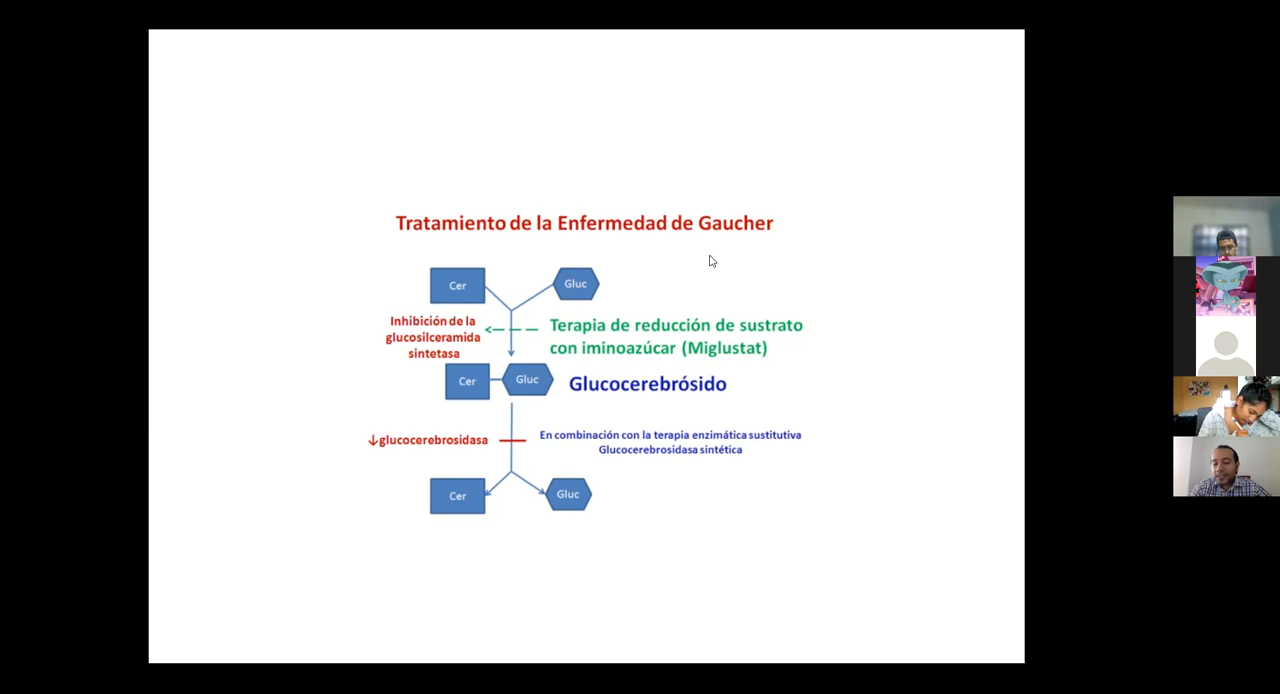 Tratamiento de la Enfermedad de Gaucher
Cer
Gluc
Inhibición de la
glucosilceramida
sintetasa
Terapia de reducción de sustrato
con iminoazúcar (Miglustat)
Cer
Gluc
Glucocerebrósido
↓glucocerebrosidasa
En combinación con la terapia enzimática sustitutiva
Glucocerebrosidasa sintética
Cer
Gluc